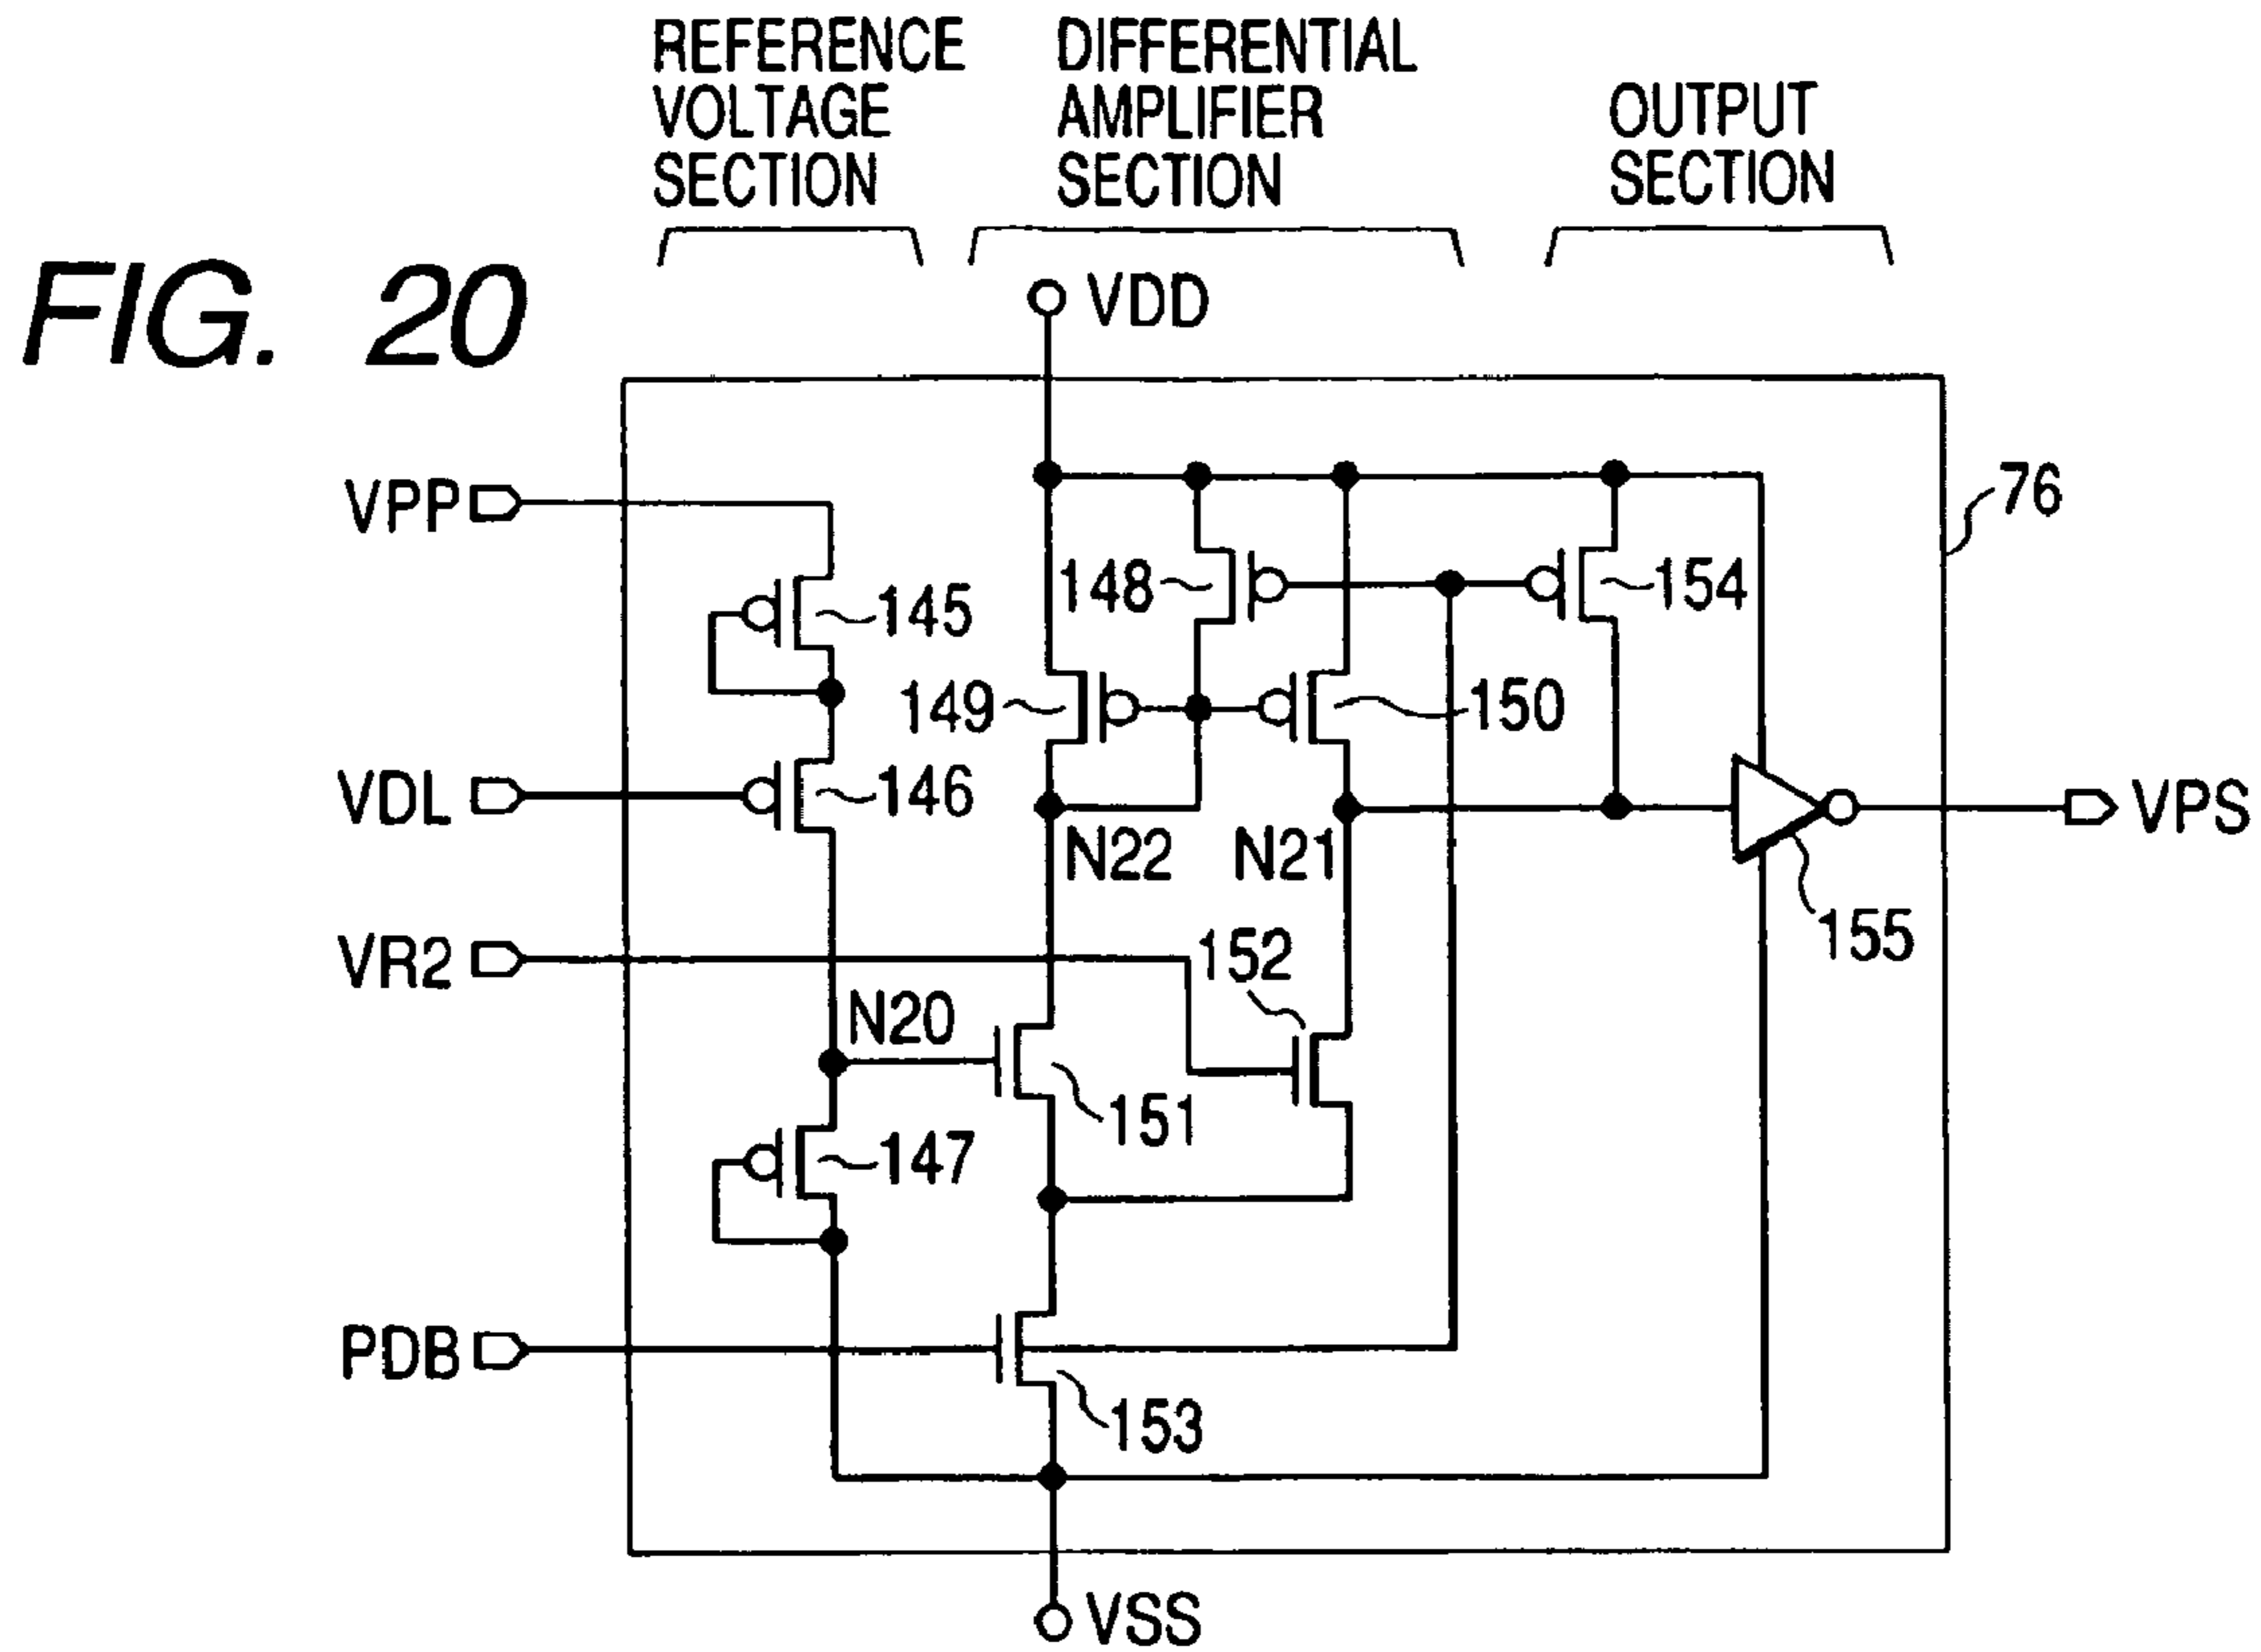 REFERENCE
VOLTAGE
SECTION
DIFFERENTIAL
AMPLIFIER
SECTION
OUTPUT
SECTION
FIG. 20
VDD
76
VPP
145
148
154
149
150
VDL
146
N22
N21
VPS
155
VR2
152
N20
151
147
PDB
153
VSS